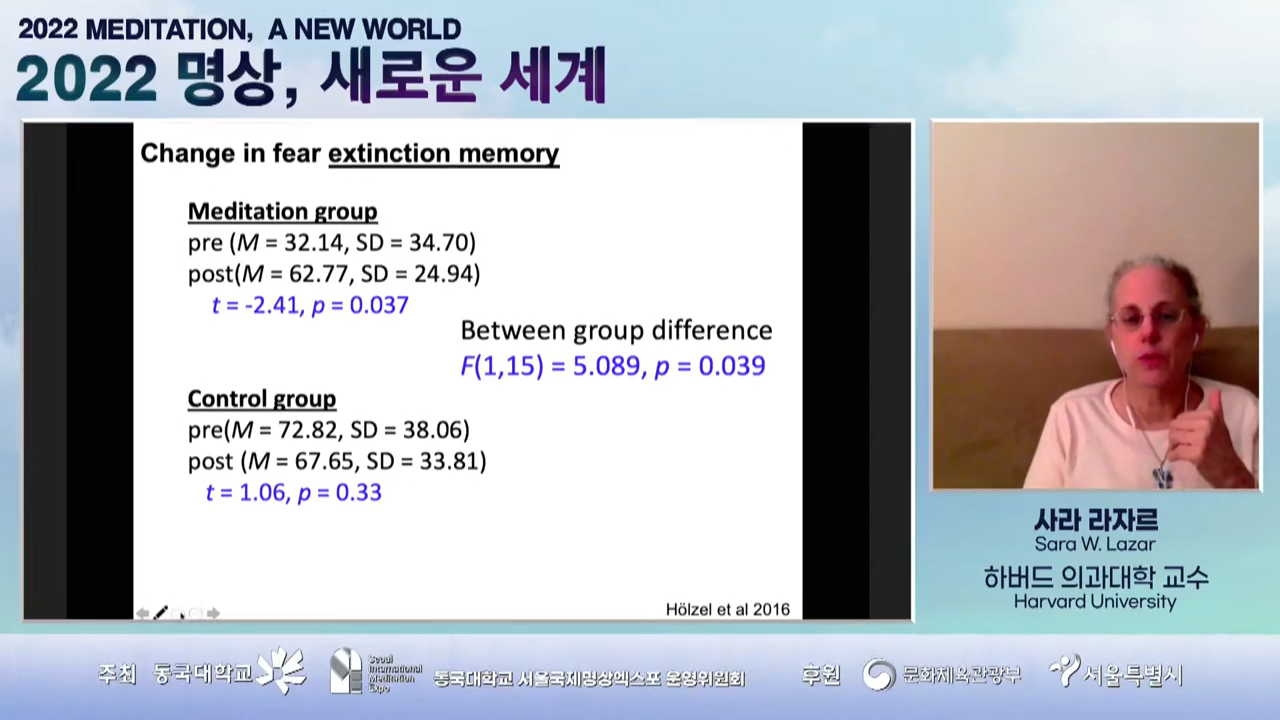 2022 MEDITATION, A NEW WORLD
2022 명상, 새로운 세계
Change in fear extinction memory
Meditation group
pre (M = 32.14, SD = 34.70)
post(M = 62.77, SD = 24.94)
t = -2.41, p = 0.037
Between group difference
F(1,15) = 5.089, p = 0.039
Control group
pre(M = 72.82, SD = 38.06)
post (M = 67.65, SD = 33.81)
t = 1.06, p = 0.33
Hölzel et al 2016
사라 라자르
Sara W. Lazar
하버드 의과대학 교수
Harvard University
주최 동국대학교
Seoul
International
Meditation
Expo
동국대학교 서울국제명상엑스포 운영위원회
후원 문화체육관광부 서울특별시